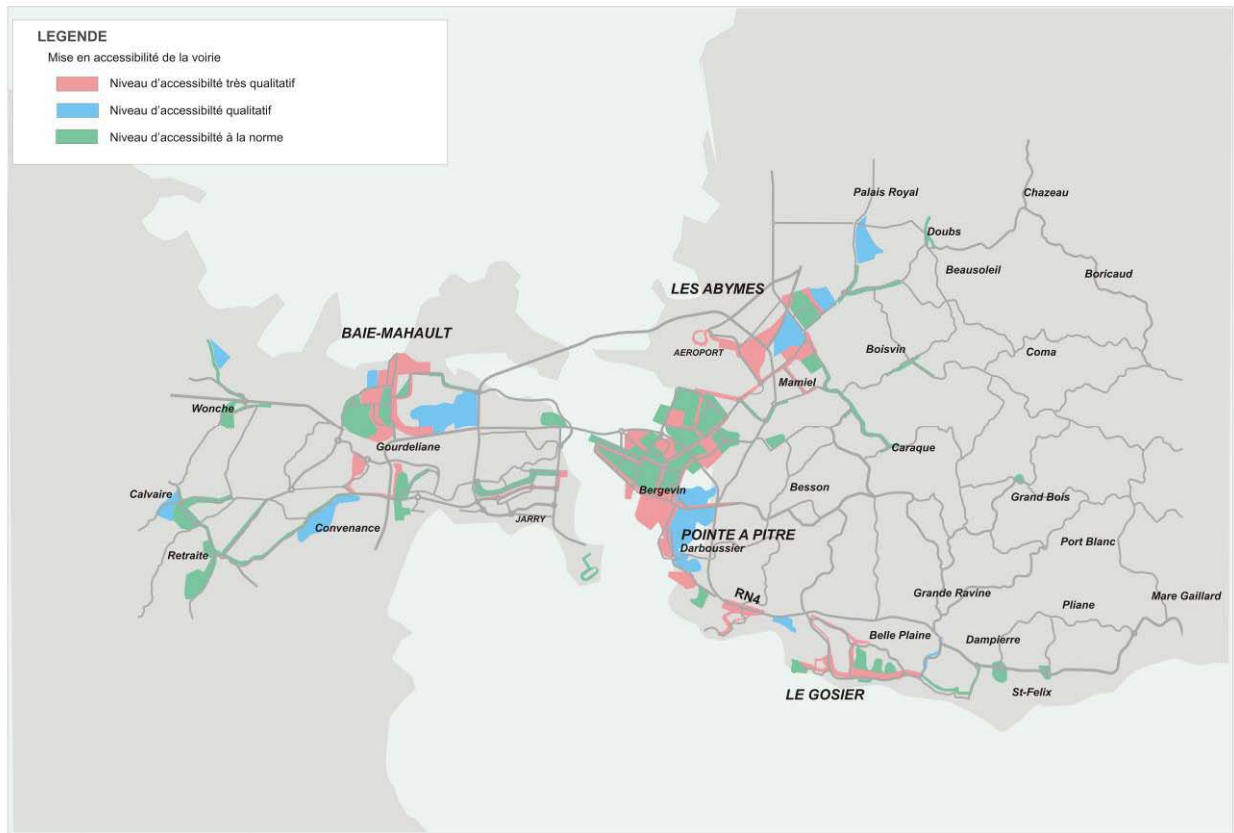 LEGENDE
Mise en accessibilité de la voirie
Niveau d'accessibilté très qualitatif
Niveau d'accessibilté qualitatif
Niveau d'accessibilté à la norme
Palais Royal
Chazeau
Doubs
Beausoleil
Boricaud
LES ABYMES
BAIE-MAHAULT
AEROPORT
Boisvin
Coma
Mamiel
Wonche
Gourdeliane
Caraque
Calvaire
Bergevin
Besson
Grand Bois
Convenance
JARRY
POINTE A PITRE
Darboussier
Port Blanc
Retraite
RN4
Grande Ravine
Pliane
Mare Gaillard
Belle Plaine
Dampierre
LE GOSIER
St-Felix